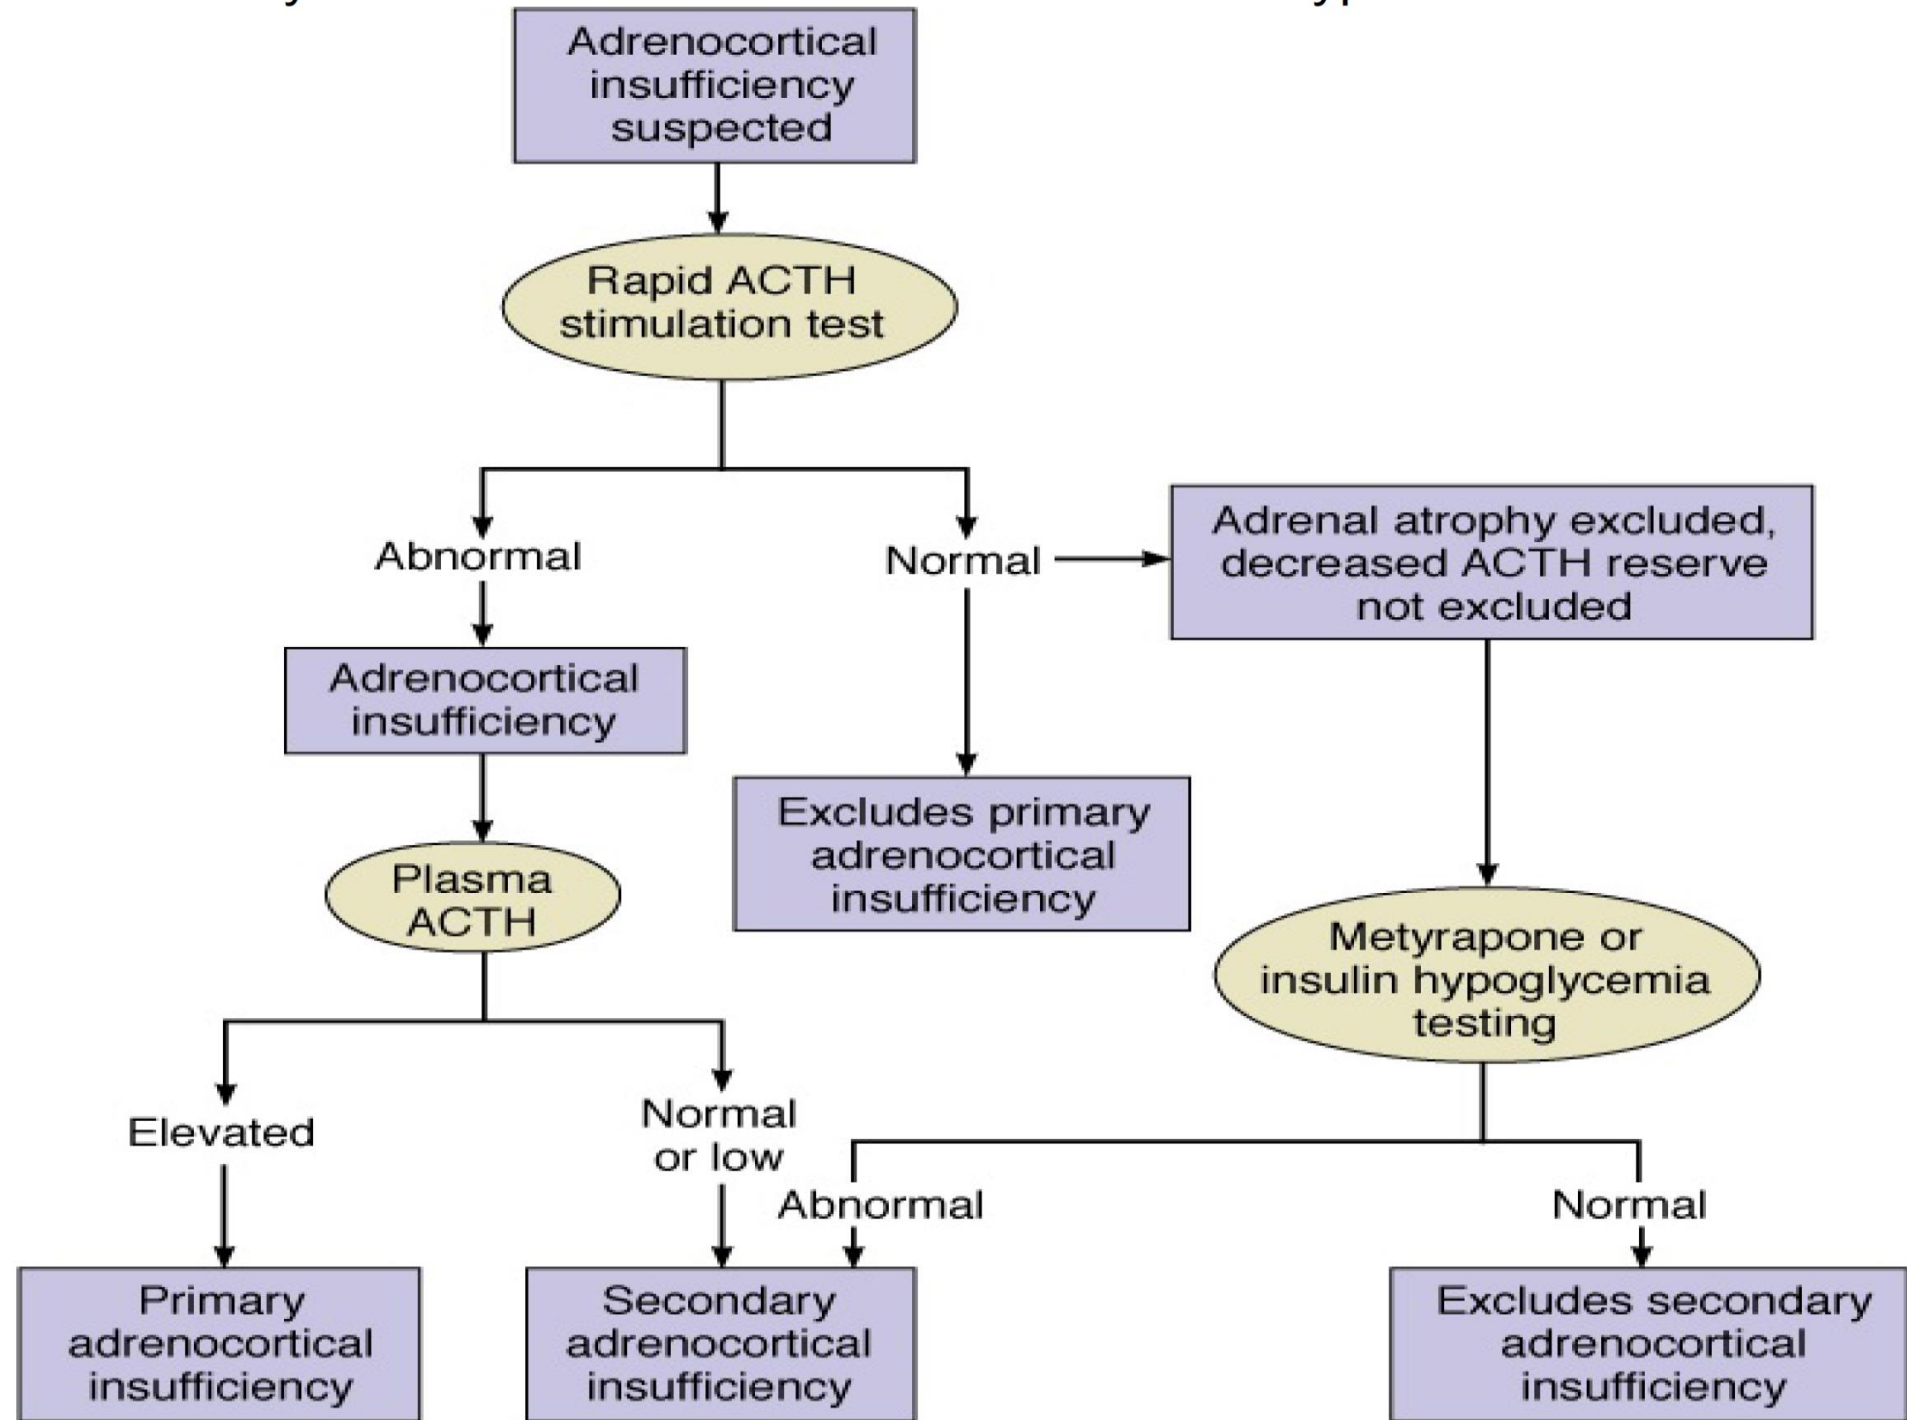 Adrenocortical
insufficiency
suspected
Rapid ACTH
stimulation test
Abnormal
Normal
Adrenal atrophy excluded,
decreased ACTH reserve
not excluded
Adrenocortical
insufficiency
Excludes primary
adrenocortical
insufficiency
Plasma
ACTH
Metyrapone or
insulin hypoglycemia
testing
Elevated
Normal
or low
Abnormal
Normal
Primary
adrenocortical
insufficiency
Secondary
adrenocortical
insufficiency
Excludes secondary
adrenocortical
insufficiency